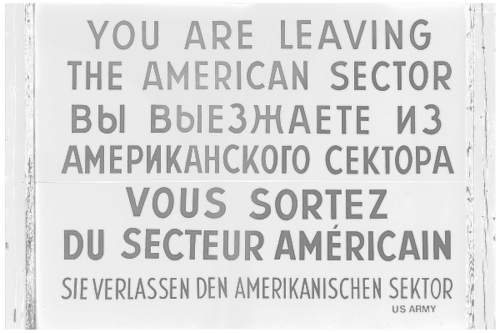 YOU ARE LEAVING
THE AMERICAN SECTOR
ВЫ ВЫЕЗЖАЕТЕ ИЗ
АМЕРИКАНСКОГО СЕКТОРА
VOUS SORTEZ
DU SECTEUR AMÉRICAIN
SIE VERLASSEN DEN AMERIKANISCHEN SEKTOR
US ARMY